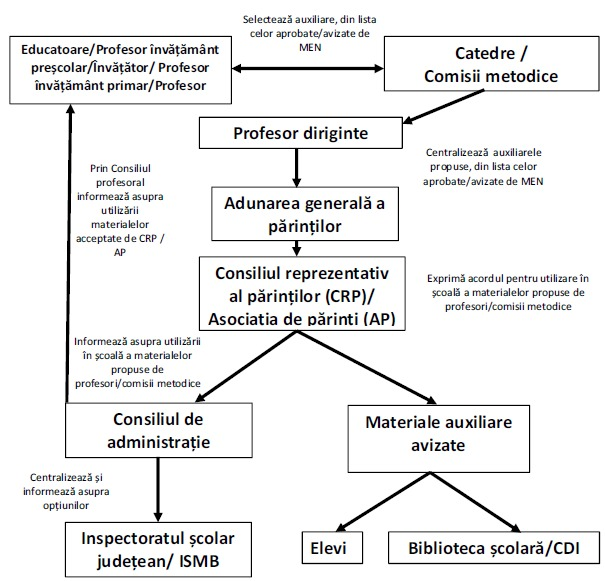 Selectează auxiliare, din lista
celor aprobate/avizate de
MEN
Educatoare/Profesor învățământ
preșcolar/Învățător/ Profesor
învățământ primar/Profesor
Catedre /
Comisii metodice
Profesor diriginte
Centralizează auxiliarele
propuse, din lista celor
aprobate/avizate de MEN
Prin Consiliul
profesoral
informează asupra
utilizării
materialelor
acceptate de CRP /
AP
Adunarea generală a
părinților
Consiliul reprezentativ
al părinților (CRP)/
Asociatia de părinti (AP)
Exprimă acordul pentru utilizare în
școală a materialelor propuse de
profesori/comisii metodice
Informează asupra utilizării
în școală a materialelor
propuse de
profesori/comisii metodice
Consiliul de
administrație
Materiale auxiliare
avizate
Centralizează și
informează asupra
opțiunilor
Inspectoratul școlar
județean/ ISMB
Elevi
Biblioteca școlară/CDI